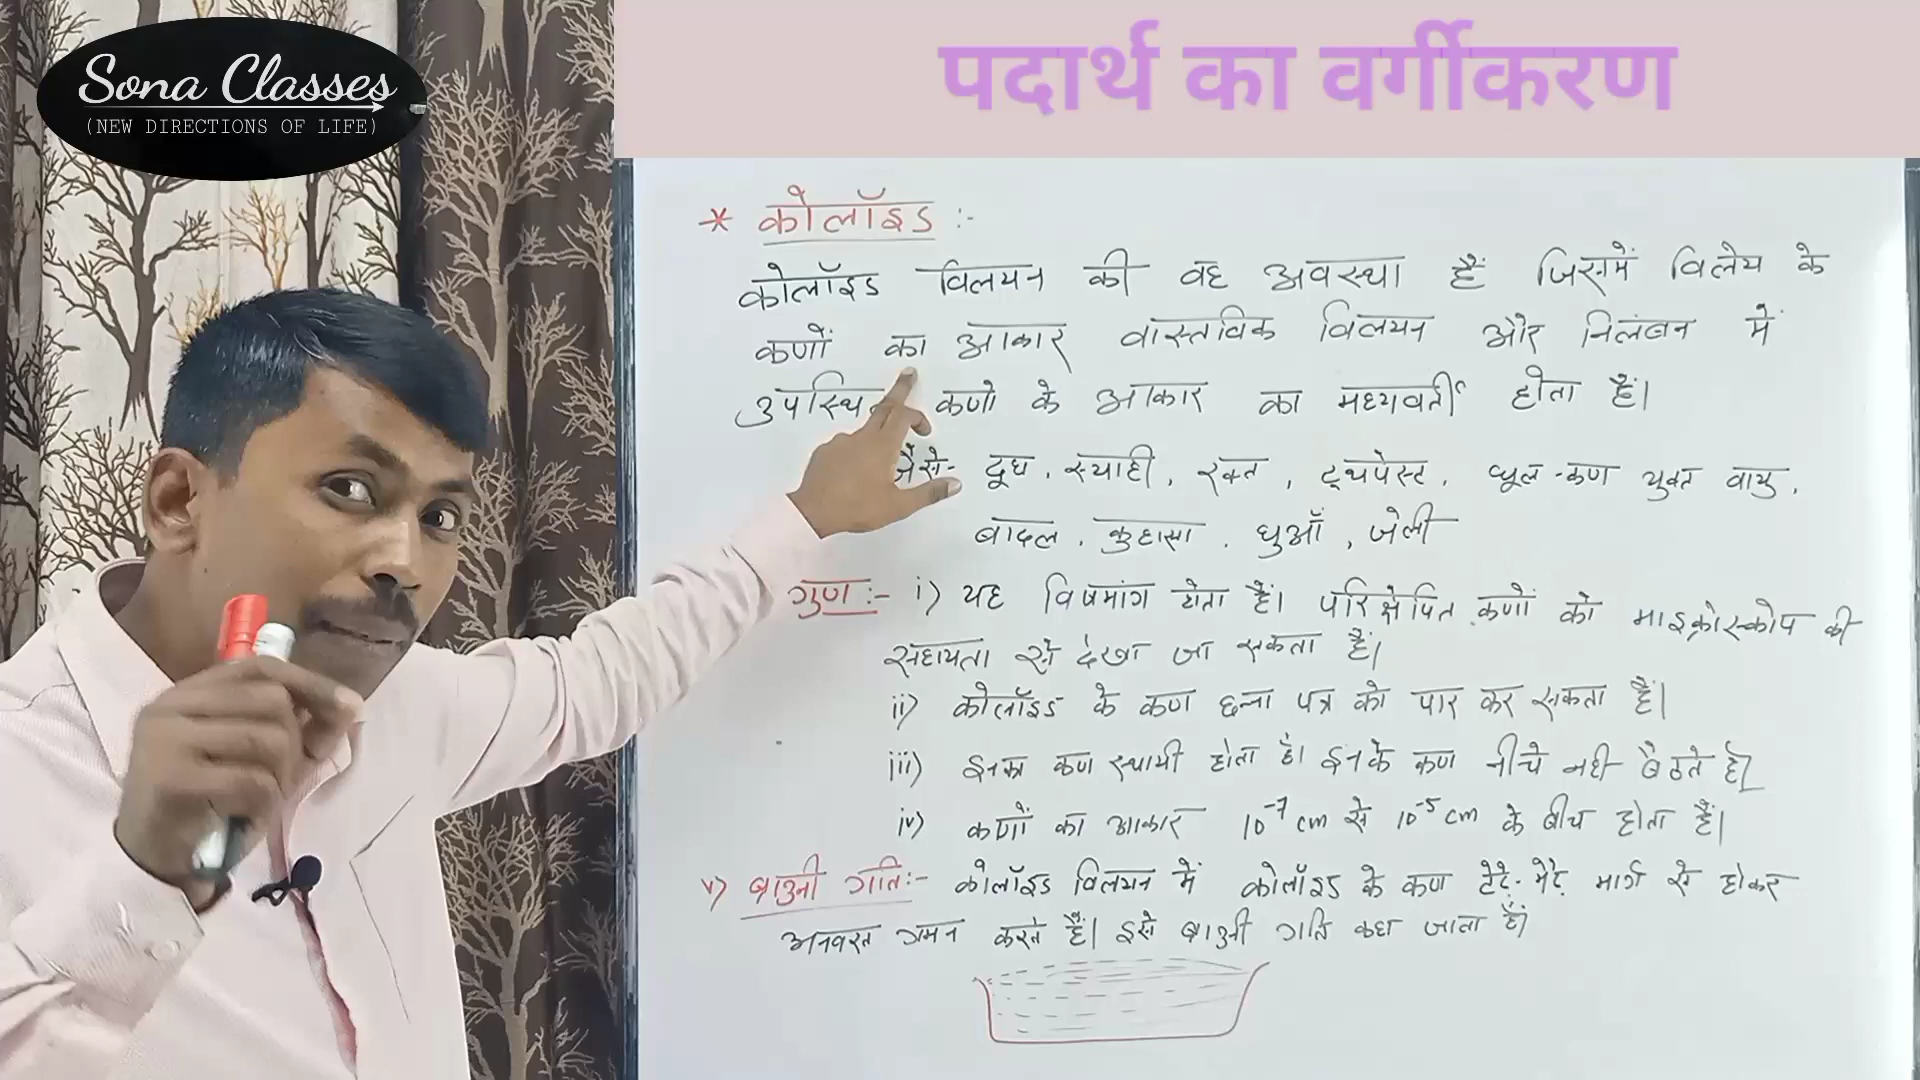 Sona Classes
(NEW DIRECTIONS OF LIFE)
पदार्थ का वर्गीकरण
* कोलॉइड :-
कोलॉइड विलयन की वह अवस्था है जिसमें विलेय के
कणों का आकार वास्तविक विलयन और निलंबन में
उपस्थित कणों के आकार का मध्यवर्ती होता है।
जैसे- दूध, स्याही, रक्त, टूथपेस्ट, धूल-कण युक्त वायु,
बादल, कुहासा, धुआँ, जेली
गुण :- i) यह विषमांग होता है। परिक्षेपित कणों को माइक्रोस्कोप की
सहायता से देखा जा सकता है।
ii) कोलॉइड के कण छन्ना पत्र को पार कर सकता है।
iii) इनका कण स्थायी होता है। इनके कण नीचे नही बैठते है।
iv) कणों का आकार 10⁻⁷ cm से 10⁻⁵ cm के बीच होता है।
v) ब्राउनी गति:- कोलॉइड विलयन में कोलॉइड के कण टेढ़े-मेढ़े मार्ग से होकर
अनवरत गमन करते हैं। इसे ब्राउनी गति कहा जाता है।